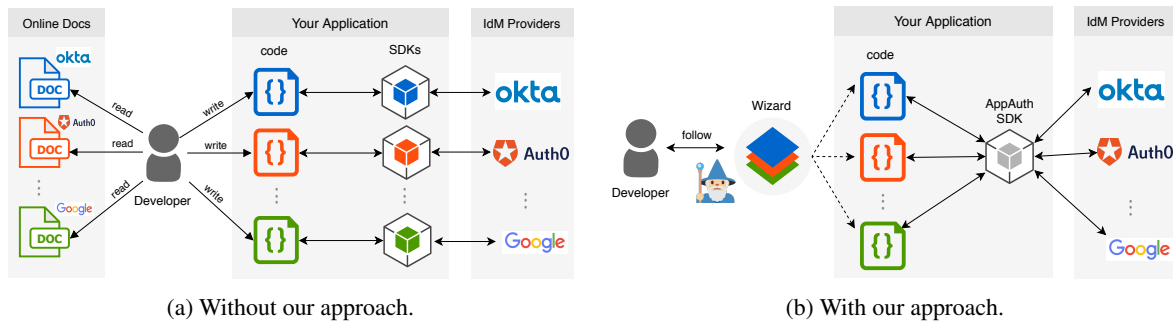 Online Docs
Your Application
IdM Providers
okta
DOC
code
{ }
SDKs
okta
read
write
Auth0
DOC
read
write
{ }
Auth0
Developer
read
write
Google
DOC
{ }
Google
(a) Without our approach.
Your Application
IdM Providers
code
{ }
okta
Wizard
AppAuth
SDK
follow
Developer
{ }
Auth0
{ }
Google
(b) With our approach.